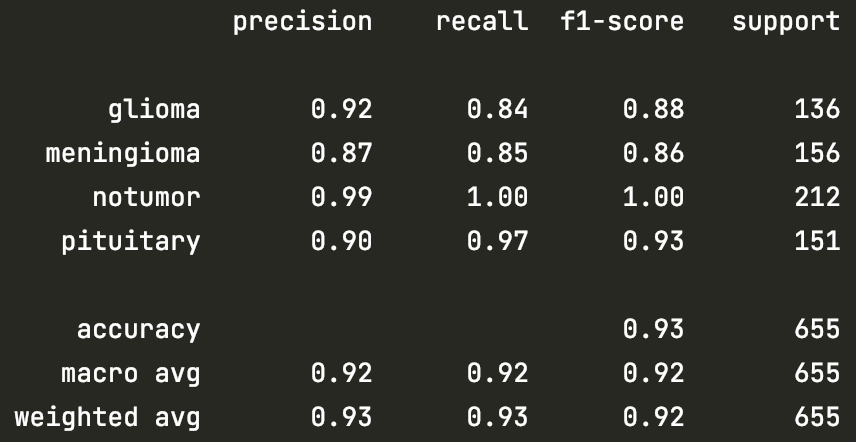 precision recall f1-score support
glioma 0.92 0.84 0.88 136
meningioma 0.87 0.85 0.86 156
notumor 0.99 1.00 1.00 212
pituitary 0.90 0.97 0.93 151
accuracy 0.93 655
macro avg 0.92 0.92 0.92 655
weighted avg 0.93 0.93 0.92 655